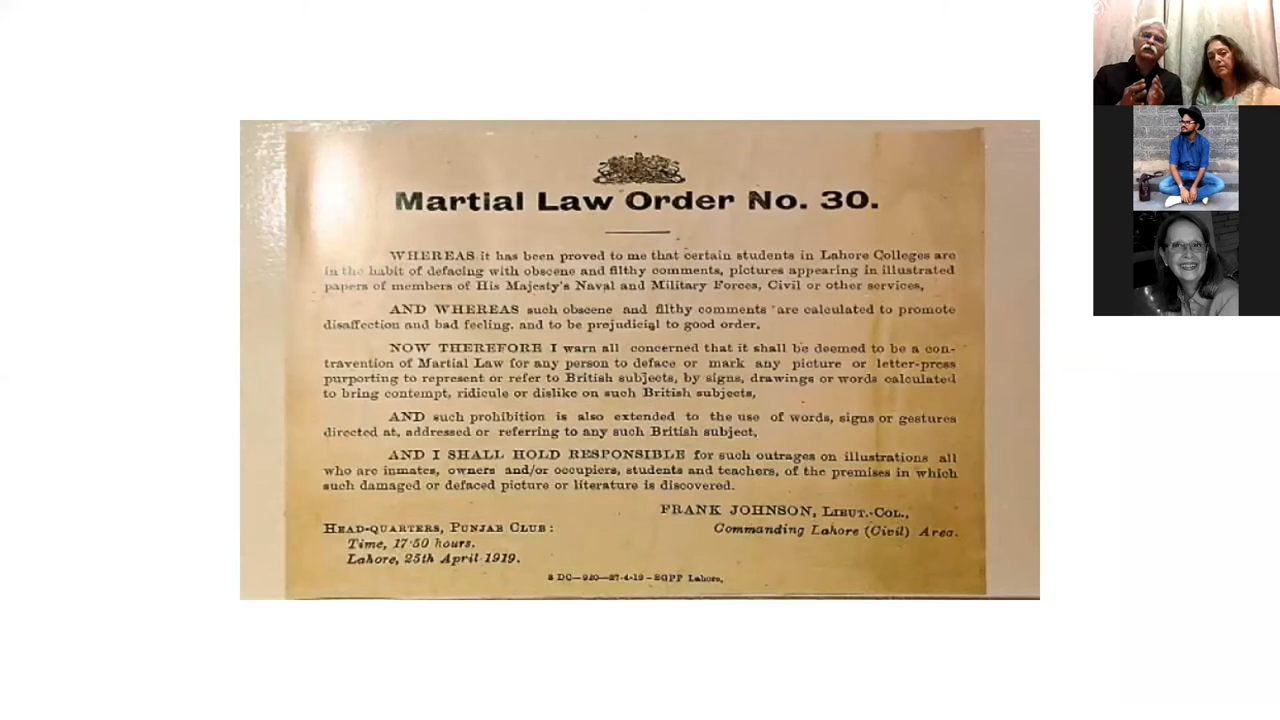 Martial Law Order No. 30.
WHEREAS it has been proved to me that certain students in Lahore Colleges are
in the habit of defacing with obscene and filthy comments, pictures appearing in illustrated
papers of members of His Majesty's Naval and Military Forces, Civil or other services,
AND WHEREAS such obscene and filthy comments are calculated to promote
disaffection and bad feeling, and to be prejudicial to good order,
NOW THEREFORE I warn all concerned that it shall be deemed to be a con-
travention of Martial Law for any person to deface or mark any picture or letter-press
purporting to represent or refer to British subjects, by signs, drawings or words calculated
to bring contempt, ridicule or dislike on such British subjects,
AND such prohibition is also extended to the use of words, signs or gestures
directed at, addressed or referring to any such British subject,
AND I SHALL HOLD RESPONSIBLE for such outrages on illustrations all
who are inmates, owners and/or occupiers, students and teachers, of the premises in which
such damaged or defaced picture or literature is discovered.
FRANK JOHNSON, LIEUT.-COL.,
Commanding Lahore (Civil) Area.
HEAD-QUARTERS, PUNJAB CLUB:
Time, 17·50 hours.
Lahore, 25th April 1919.
DC—920—27-4-19—SGPP Lahore,